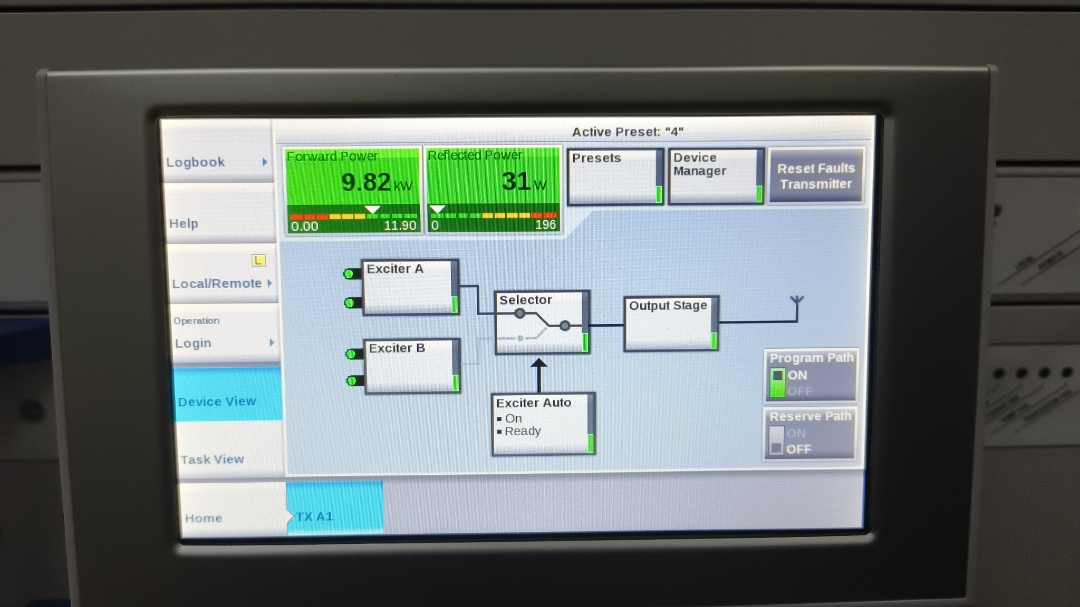 Active Preset: "4"
Logbook
Help
L
Local/Remote
Operation
Login
Device View
Task View
Home
TX A1
Forward Power
9.82 kW
0.00 11.90
Reflected Power
31 W
0 196
Presets
Device
Manager
Reset Faults
Transmitter
Exciter A
Exciter B
Selector
Output Stage
Exciter Auto
On
Ready
Program Path
ON
OFF
Reserve Path
ON
OFF
LOCAL